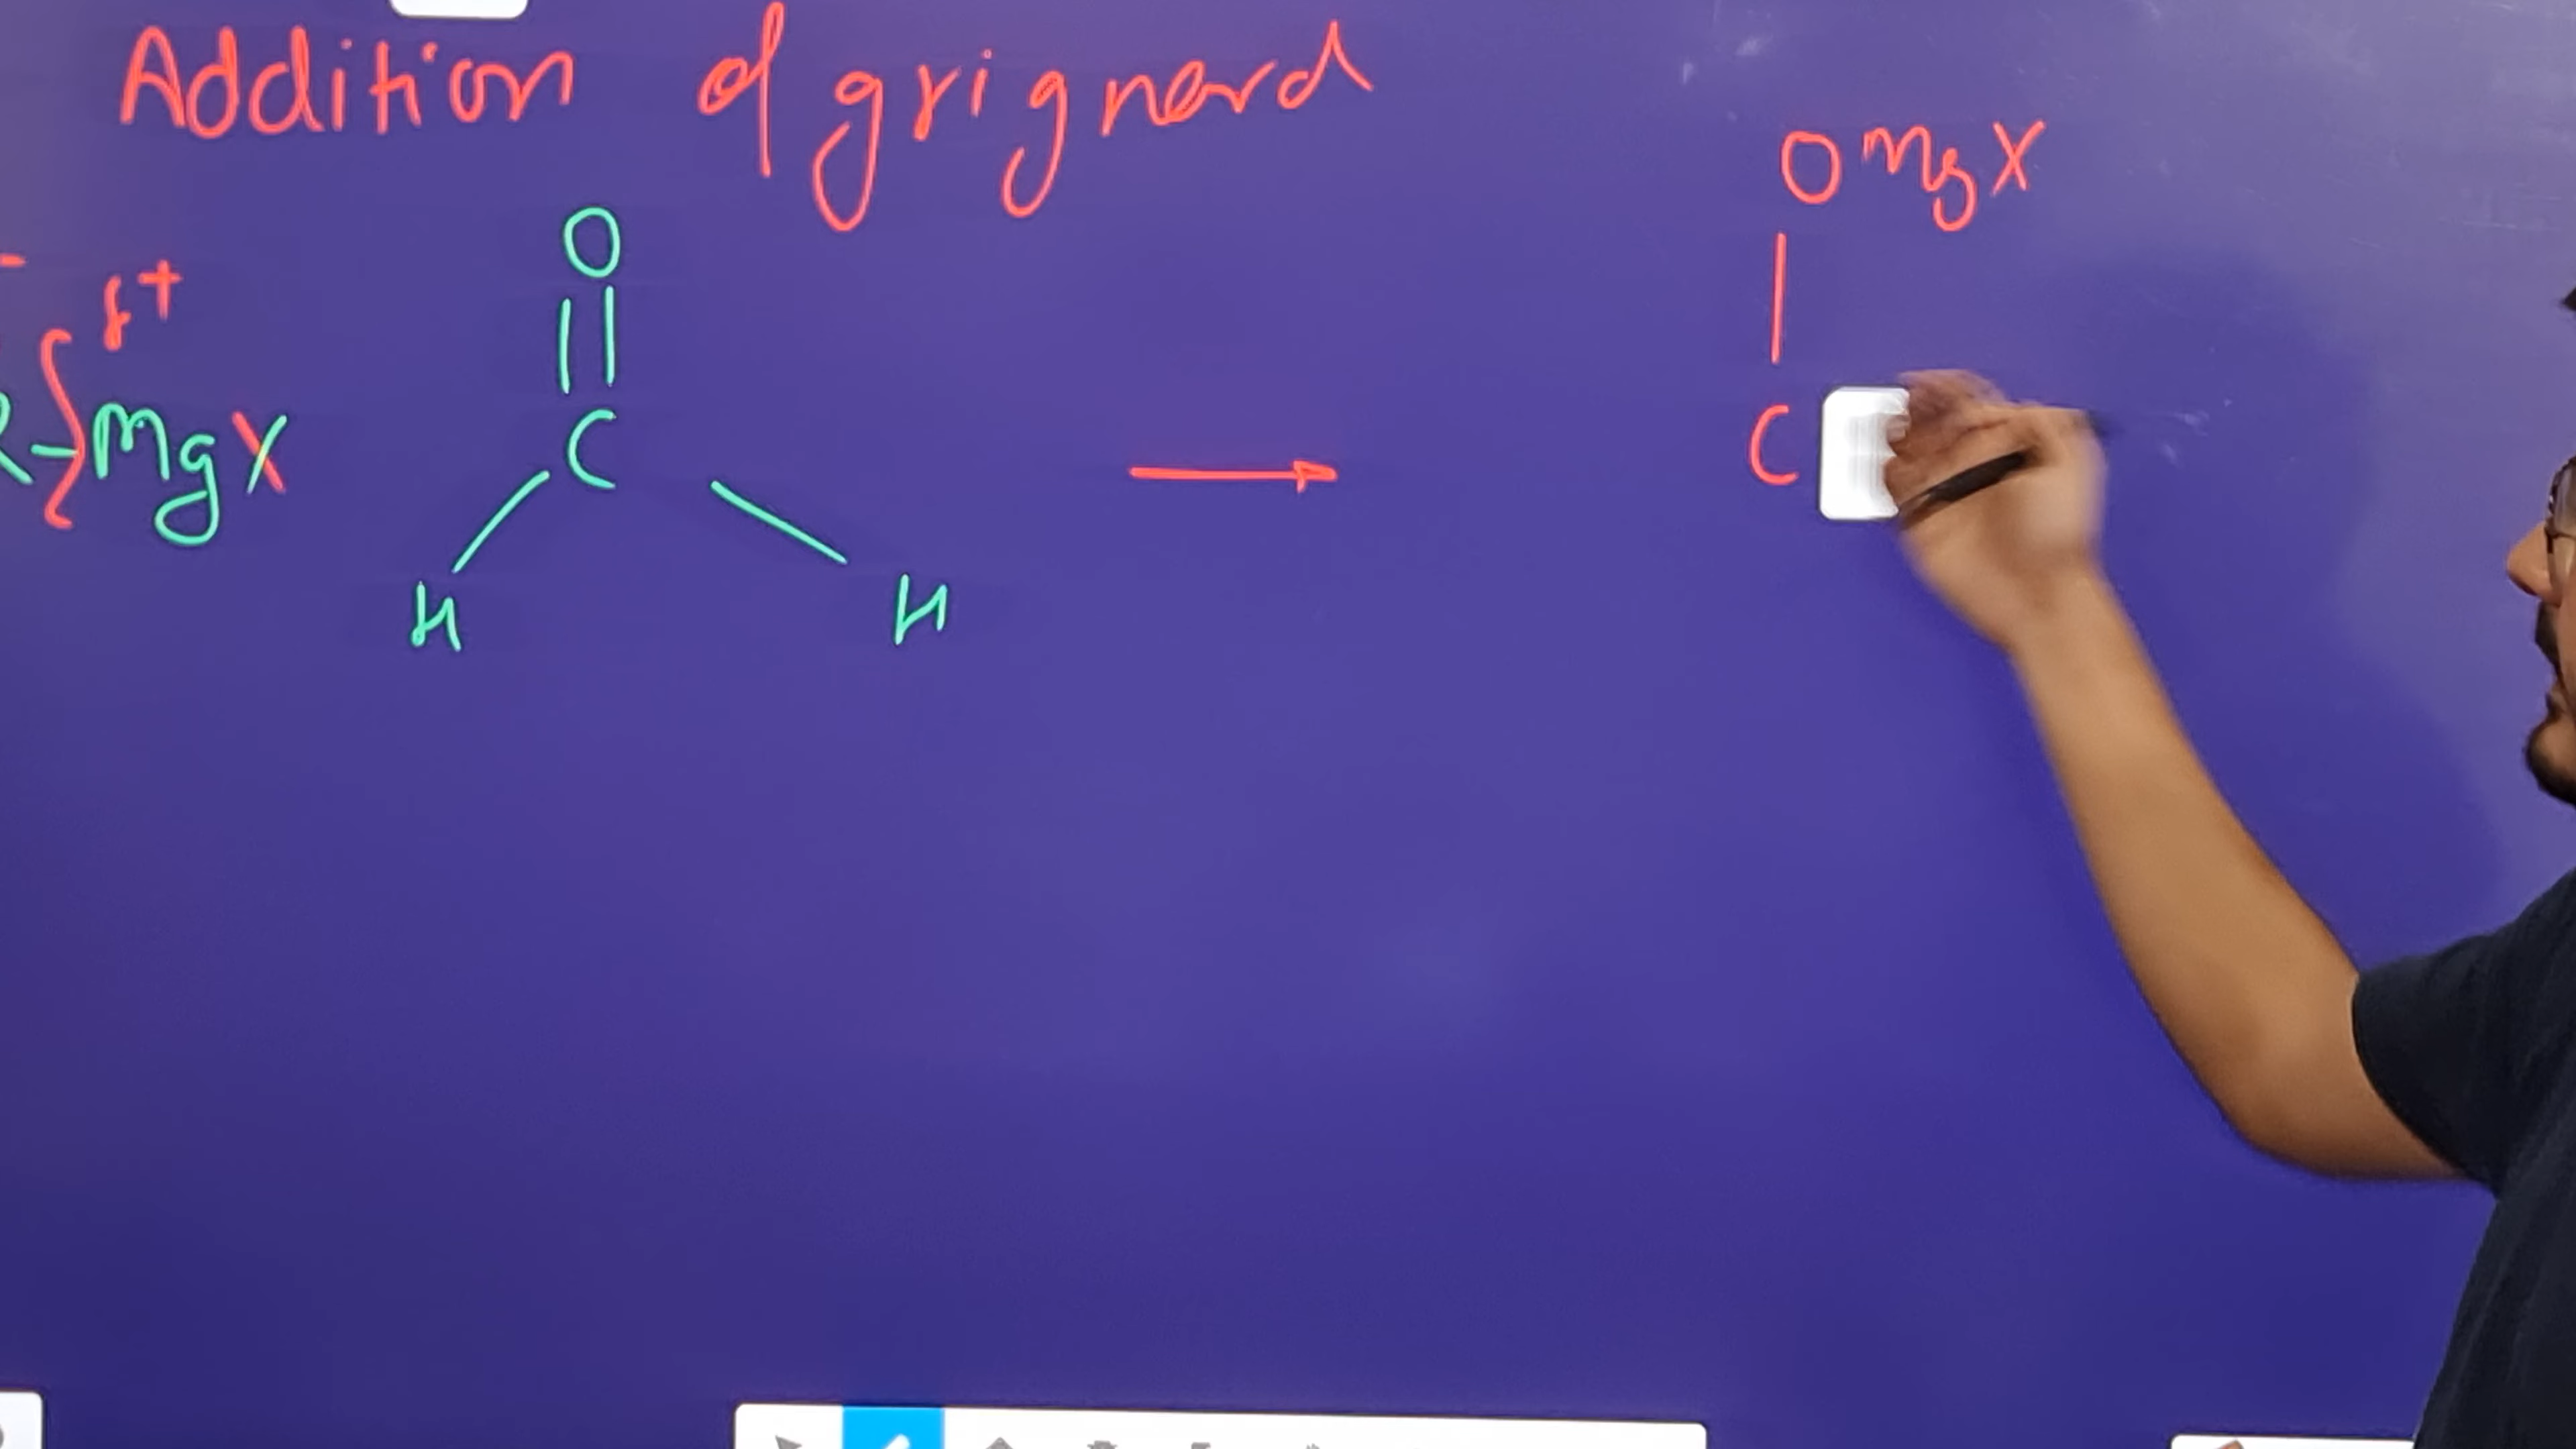 Addition of grignard
OMgX
O
- δ+
R-MgX C → C
H H